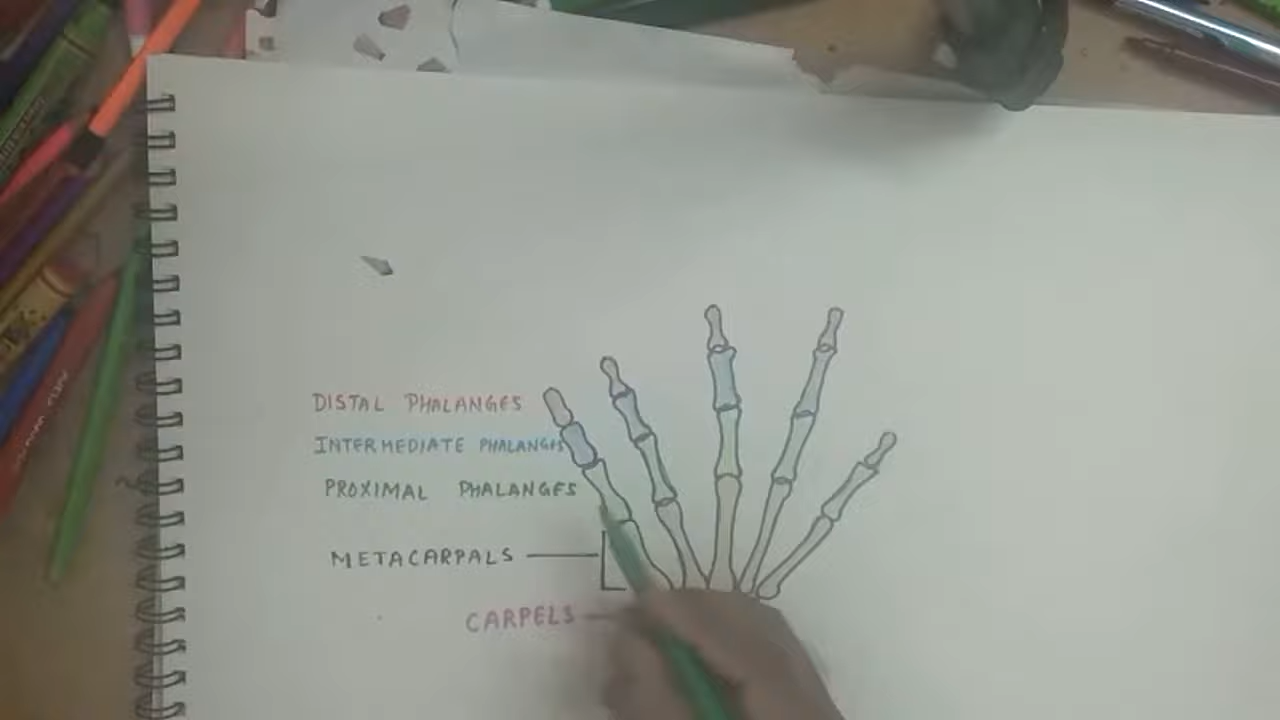 DISTAL PHALANGES
INTERMEDIATE PHALANGES
PROXIMAL PHALANGES
METACARPALS
CARPELS